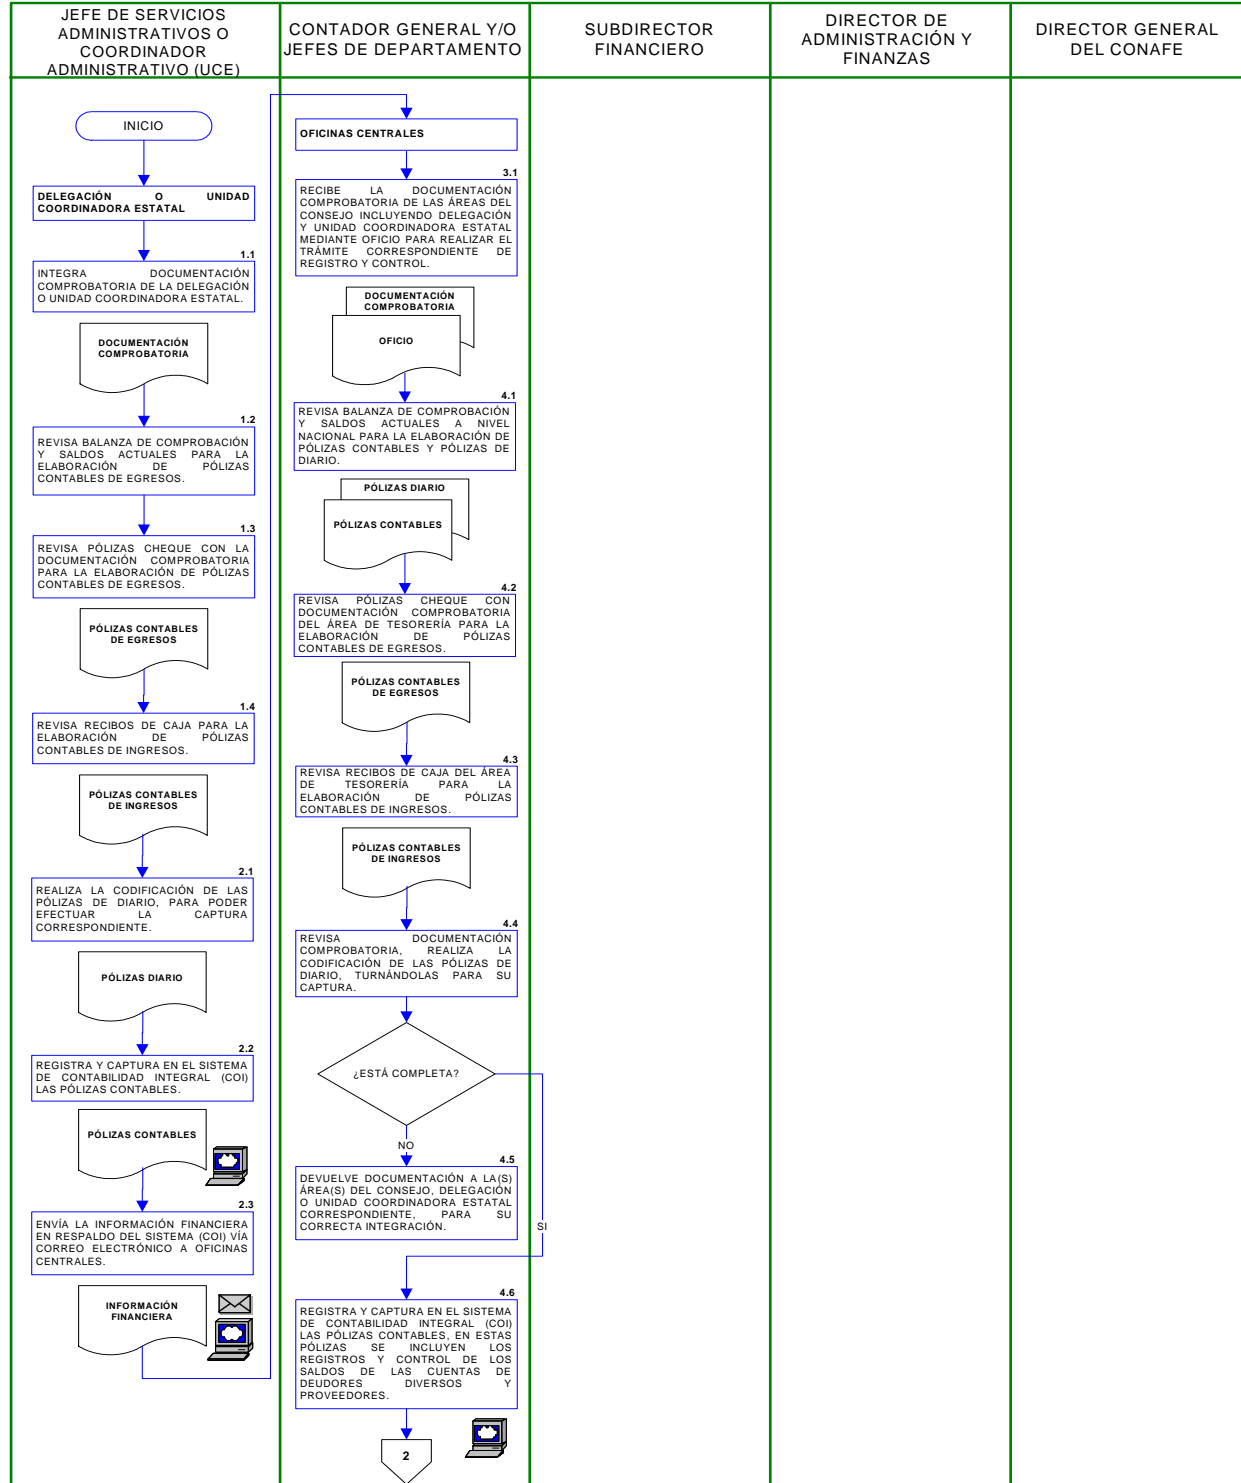 JEFE DE SERVICIOS
ADMINISTRATIVOS O
COORDINADOR
ADMINISTRATIVO (UCE)
CONTADOR GENERAL Y/O
JEFES DE DEPARTAMENTO
SUBDIRECTOR
FINANCIERO
DIRECTOR DE
ADMINISTRACIÓN Y
FINANZAS
DIRECTOR GENERAL
DEL CONAFE
INICIO
DELEGACIÓN O UNIDAD
COORDINADORA ESTATAL
1.1
INTEGRA DOCUMENTACIÓN
COMPROBATORIA DE LA DELEGACIÓN
O UNIDAD COORDINADORA ESTATAL.
DOCUMENTACIÓN
COMPROBATORIA
1.2
REVISA BALANZA DE COMPROBACIÓN
Y SALDOS ACTUALES PARA LA
ELABORACIÓN DE PÓLIZAS
CONTABLES DE EGRESOS.
1.3
REVISA PÓLIZAS CHEQUE CON LA
DOCUMENTACIÓN COMPROBATORIA
PARA LA ELABORACIÓN DE PÓLIZAS
CONTABLES DE EGRESOS.
PÓLIZAS CONTABLES
DE EGRESOS
1.4
REVISA RECIBOS DE CAJA PARA LA
ELABORACIÓN DE PÓLIZAS
CONTABLES DE INGRESOS.
PÓLIZAS CONTABLES
DE INGRESOS
2.1
REALIZA LA CODIFICACIÓN DE LAS
PÓLIZAS DE DIARIO, PARA PODER
EFECTUAR LA CAPTURA
CORRESPONDIENTE.
PÓLIZAS DIARIO
2.2
REGISTRA Y CAPTURA EN EL SISTEMA
DE CONTABILIDAD INTEGRAL (COI)
LAS PÓLIZAS CONTABLES.
PÓLIZAS CONTABLES
2.3
ENVÍA LA INFORMACIÓN FINANCIERA
EN RESPALDO DEL SISTEMA (COI) VÍA
CORREO ELECTRÓNICO A OFICINAS
CENTRALES.
INFORMACIÓN
FINANCIERA
OFICINAS CENTRALES
3.1
RECIBE LA DOCUMENTACIÓN
COMPROBATORIA DE LAS ÁREAS DEL
CONSEJO INCLUYENDO DELEGACIÓN
Y UNIDAD COORDINADORA ESTATAL
MEDIANTE OFICIO PARA REALIZAR EL
TRÁMITE CORRESPONDIENTE DE
REGISTRO Y CONTROL.
DOCUMENTACIÓN
COMPROBATORIA
OFICIO
4.1
REVISA BALANZA DE COMPROBACIÓN
Y SALDOS ACTUALES A NIVEL
NACIONAL PARA LA ELABORACIÓN DE
PÓLIZAS CONTABLES Y PÓLIZAS DE
DIARIO.
PÓLIZAS DIARIO
PÓLIZAS CONTABLES
4.2
REVISA PÓLIZAS CHEQUE CON
DOCUMENTACIÓN COMPROBATORIA
DEL ÁREA DE TESORERÍA PARA LA
ELABORACIÓN DE PÓLIZAS
CONTABLES DE EGRESOS.
PÓLIZAS CONTABLES
DE EGRESOS
4.3
REVISA RECIBOS DE CAJA DEL ÁREA
DE TESORERÍA PARA LA
ELABORACIÓN DE PÓLIZAS
CONTABLES DE INGRESOS.
PÓLIZAS CONTABLES
DE INGRESOS
4.4
REVISA DOCUMENTACIÓN
COMPROBATORIA, REALIZA LA
CODIFICACIÓN DE LAS PÓLIZAS DE
DIARIO, TURNÁNDOLAS PARA SU
CAPTURA.
¿ESTÁ COMPLETA?
NO
4.5
DEVUELVE DOCUMENTACIÓN A LA(S)
ÁREA(S) DEL CONSEJO, DELEGACIÓN
O UNIDAD COORDINADORA ESTATAL
CORRESPONDIENTE, PARA SU
CORRECTA INTEGRACIÓN.
SI
4.6
REGISTRA Y CAPTURA EN EL SISTEMA
DE CONTABILIDAD INTEGRAL (COI)
LAS PÓLIZAS CONTABLES, EN ESTAS
PÓLIZAS SE INCLUYEN LOS
REGISTROS Y CONTROL DE LOS
SALDOS DE LAS CUENTAS DE
DEUDORES DIVERSOS Y
PROVEEDORES.
2